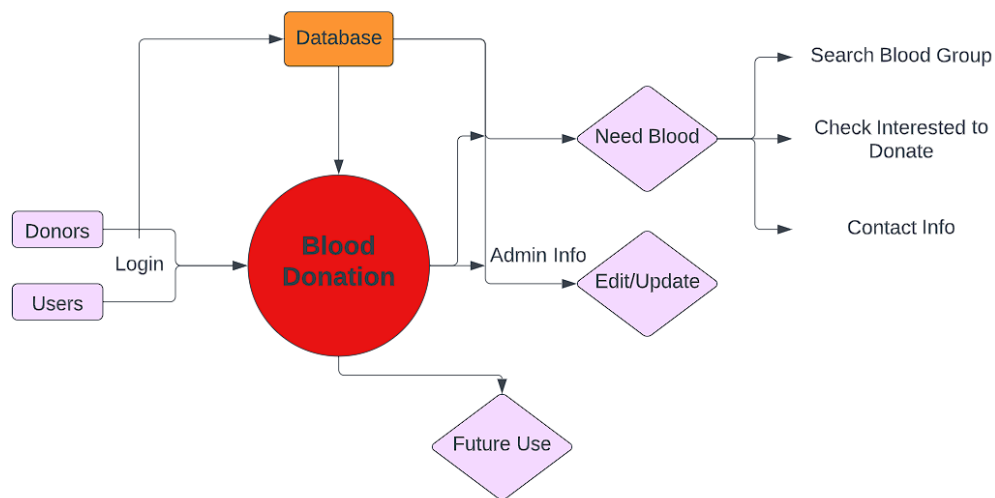 Database
Search Blood Group
Need Blood
Check Interested to
Donate
Donors
Contact Info
Login
Blood
Donation
Admin Info
Users
Edit/Update
Future Use